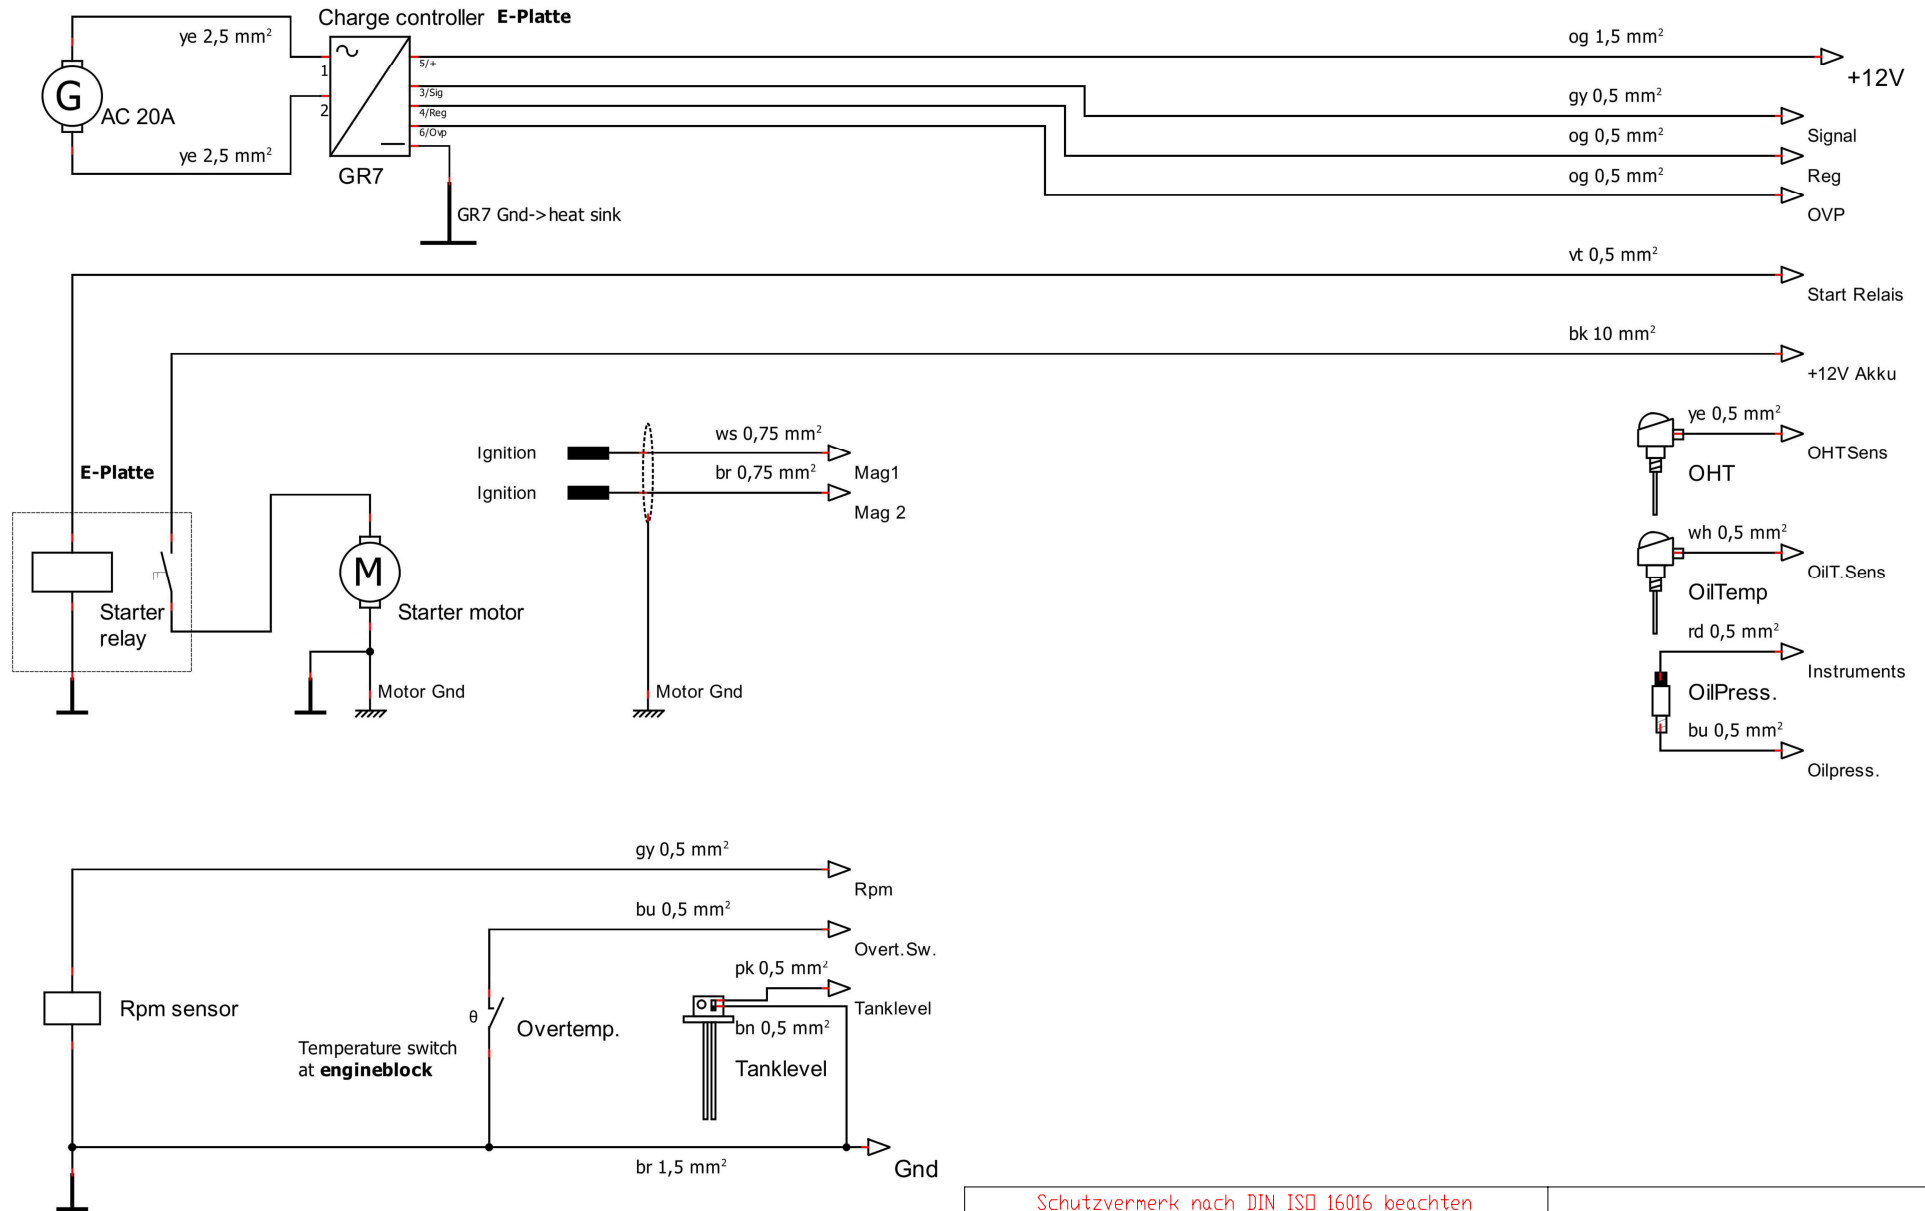 Charge controller E-Platte
ye 2,5 mm²
G
AC 20A
ye 2,5 mm²
1
2
5/+
3/Sig
4/Reg
6/Ovp
GR7
GR7 Gnd->heat sink
og 1,5 mm²
+12V
gy 0,5 mm²
Signal
og 0,5 mm²
Reg
og 0,5 mm²
OVP
vt 0,5 mm²
Start Relais
bk 10 mm²
+12V Akku
E-Platte
Starter
relay
M
Starter motor
Motor Gnd
Ignition
ws 0,75 mm²
Mag1
Ignition
br 0,75 mm²
Mag 2
Motor Gnd
ye 0,5 mm²
OHTSens
OHT
wh 0,5 mm²
OilT.Sens
OilTemp
rd 0,5 mm²
Instruments
OilPress.
bu 0,5 mm²
Oilpress.
gy 0,5 mm²
Rpm
bu 0,5 mm²
Overt.Sw.
pk 0,5 mm²
Tanklevel
bn 0,5 mm²
Tanklevel
Rpm sensor
θ
Overtemp.
Temperature switch
at engineblock
br 1,5 mm²
Gnd
Schutzvermerk nach DIN ISO 16016 beachten